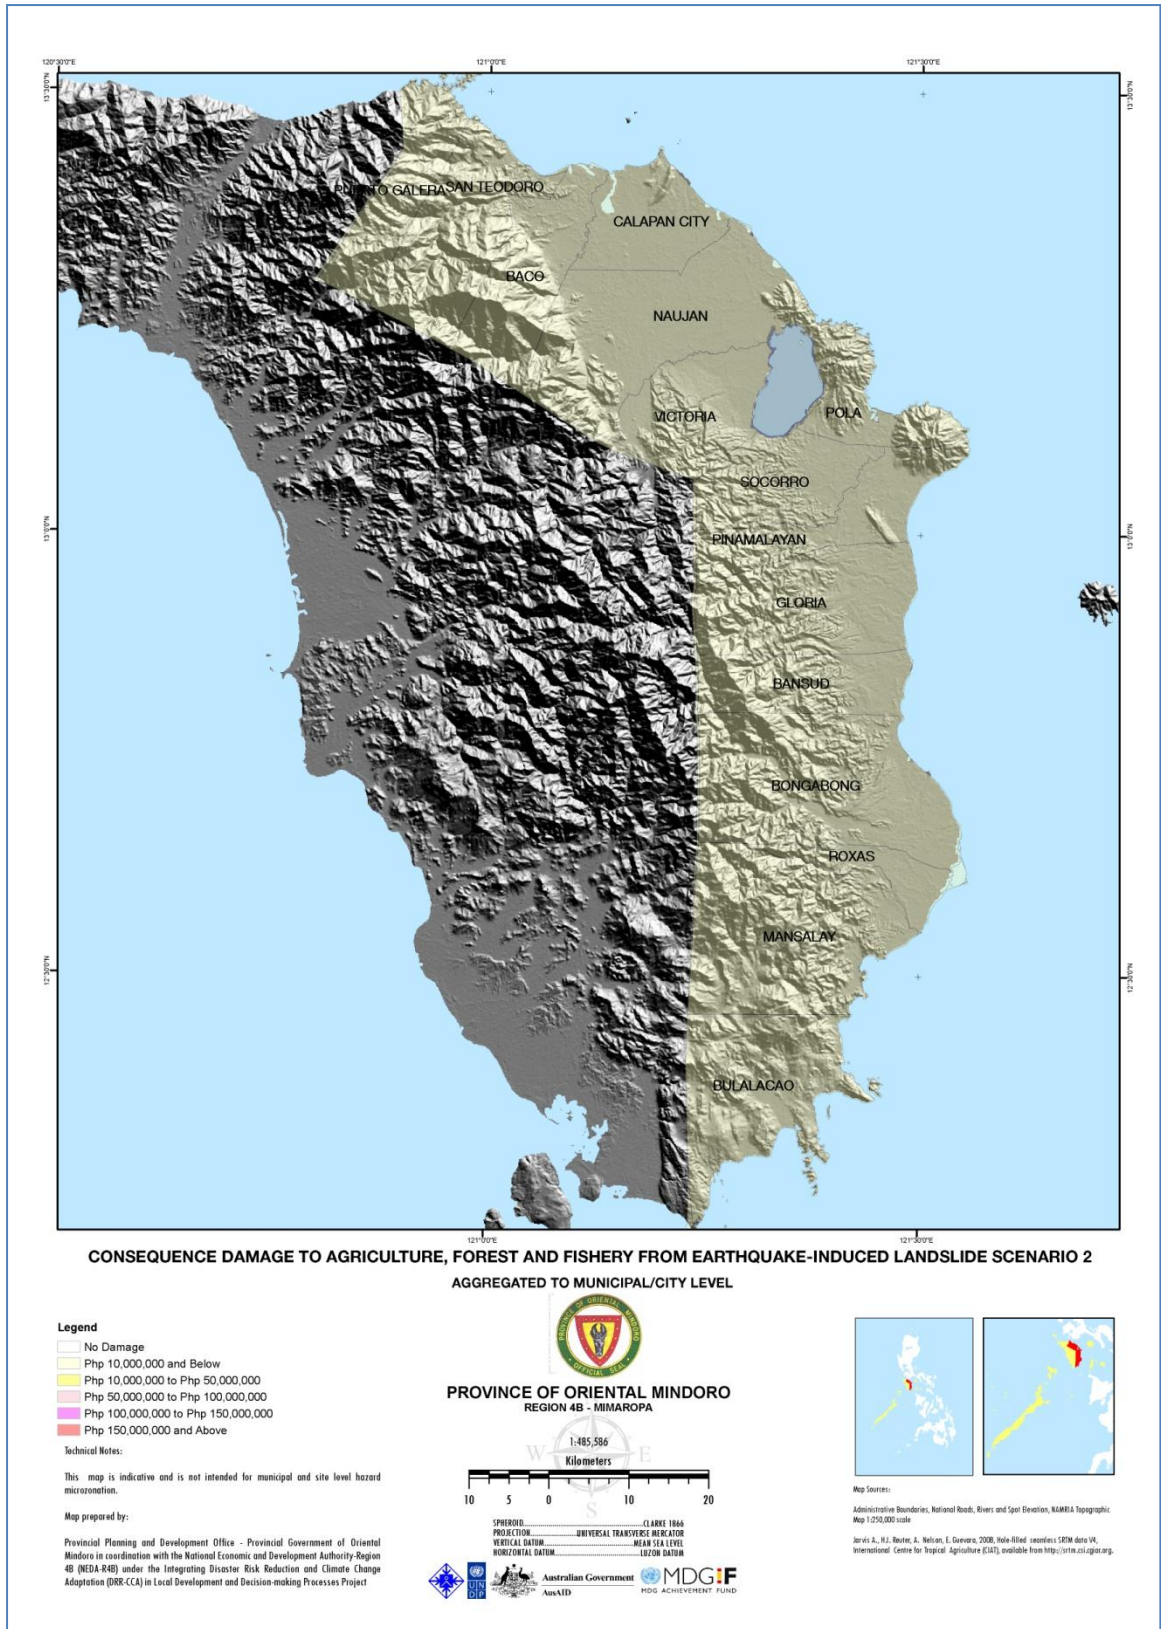 120°30'0"E
121°0'0"E
121°30'0"E
13°30'0"N
13°30'0"N
PUERTO GALERA
SAN TEODORO
CALAPAN CITY
BACO
NAUJAN
VICTORIA
POLA
SOCORRO
13°0'0"N
13°0'0"N
PINAMALAYAN
GLORIA
BANSUD
BONGABONG
ROXAS
MANSALAY
12°30'0"N
12°30'0"N
BULALACAO
121°0'0"E
121°30'0"E
CONSEQUENCE DAMAGE TO AGRICULTURE, FOREST AND FISHERY FROM EARTHQUAKE-INDUCED LANDSLIDE SCENARIO 2
AGGREGATED TO MUNICIPAL/CITY LEVEL
PROVINCE OF ORIENTAL MINDORO
OFFICIAL SEAL
Legend
No Damage
Php 10,000,000 and Below
Php 10,000,000 to Php 50,000,000
Php 50,000,000 to Php 100,000,000
Php 100,000,000 to Php 150,000,000
Php 150,000,000 and Above
Technical Notes:
This map is indicative and is not intended for municipal and site level hazard
microzonation.
Map prepared by:
Provincial Planning and Development Office - Provincial Government of Oriental
Mindoro in coordination with the National Economic and Development Authority-Region
4B (NEDA-R4B) under the Integrating Disaster Risk Reduction and Climate Change
Adaptation (DRR-CCA) in Local Development and Decision-making Processes Project
PROVINCE OF ORIENTAL MINDORO
REGION 4B - MIMAROPA
W E
S
1:485,586
Kilometers
10 5 0 10 20
SPHEROID...CLARKE 1866
PROJECTION...UNIVERSAL TRANSVERSE MERCATOR
VERTICAL DATUM...MEAN SEA LEVEL
HORIZONTAL DATUM...LUZON DATUM
UN
DP
Australian Government
AusAID
MDG:F
MDG ACHIEVEMENT FUND
Map Sources:
Administrative Boundaries, National Roads, Rivers and Spot Elevation, NAMRIA Topographic
Map 1:250,000 scale
Jarvis A., H.I. Reuter, A. Nelson, E. Guevara, 2008, Hole-filled seamless SRTM data V4,
International Centre for Tropical Agriculture (CIAT), available from http://srtm.csi.cgiar.org.